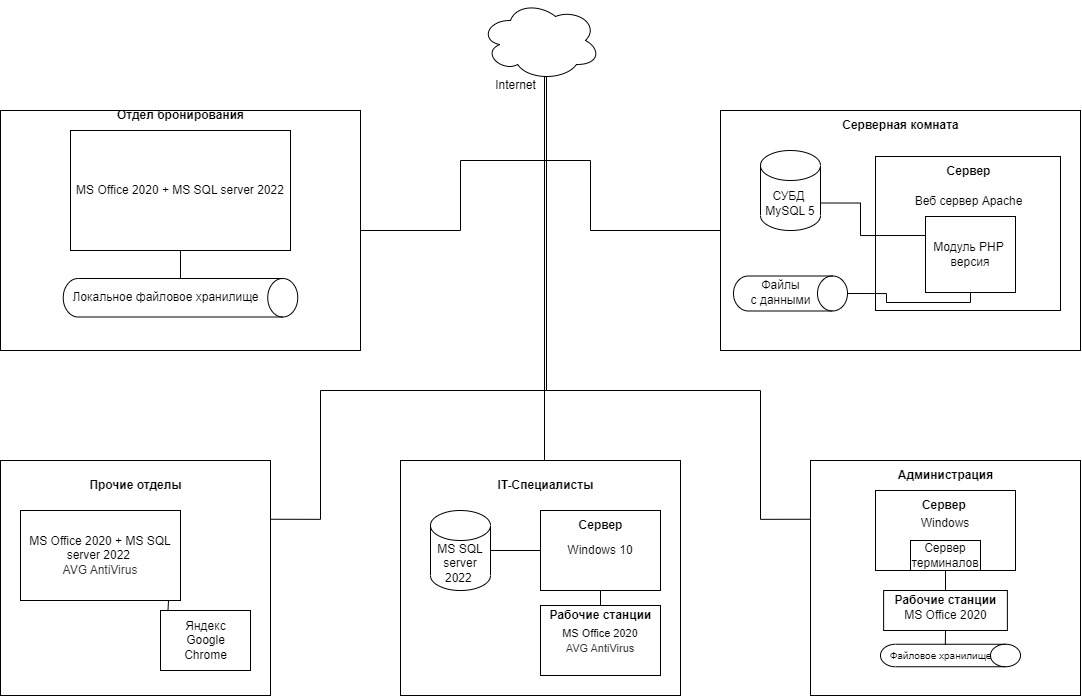 Internet
Отдел бронирования
MS Office 2020 + MS SQL server 2022
Локальное файловое хранилище
Серверная комната
СУБД
MySQL 5
Сервер
Веб сервер Apache
Модуль PHP
версия
Файлы
с данными
Прочие отделы
MS Office 2020 + MS SQL
server 2022
AVG AntiVirus
Яндекс
Google
Chrome
IT-Специалисты
MS SQL
server
2022
Сервер
Windows 10
Рабочие станции
MS Office 2020
AVG AntiVirus
Администрация
Сервер
Windows
Сервер
терминалов
Рабочие станции
MS Office 2020
Файловое хранилище